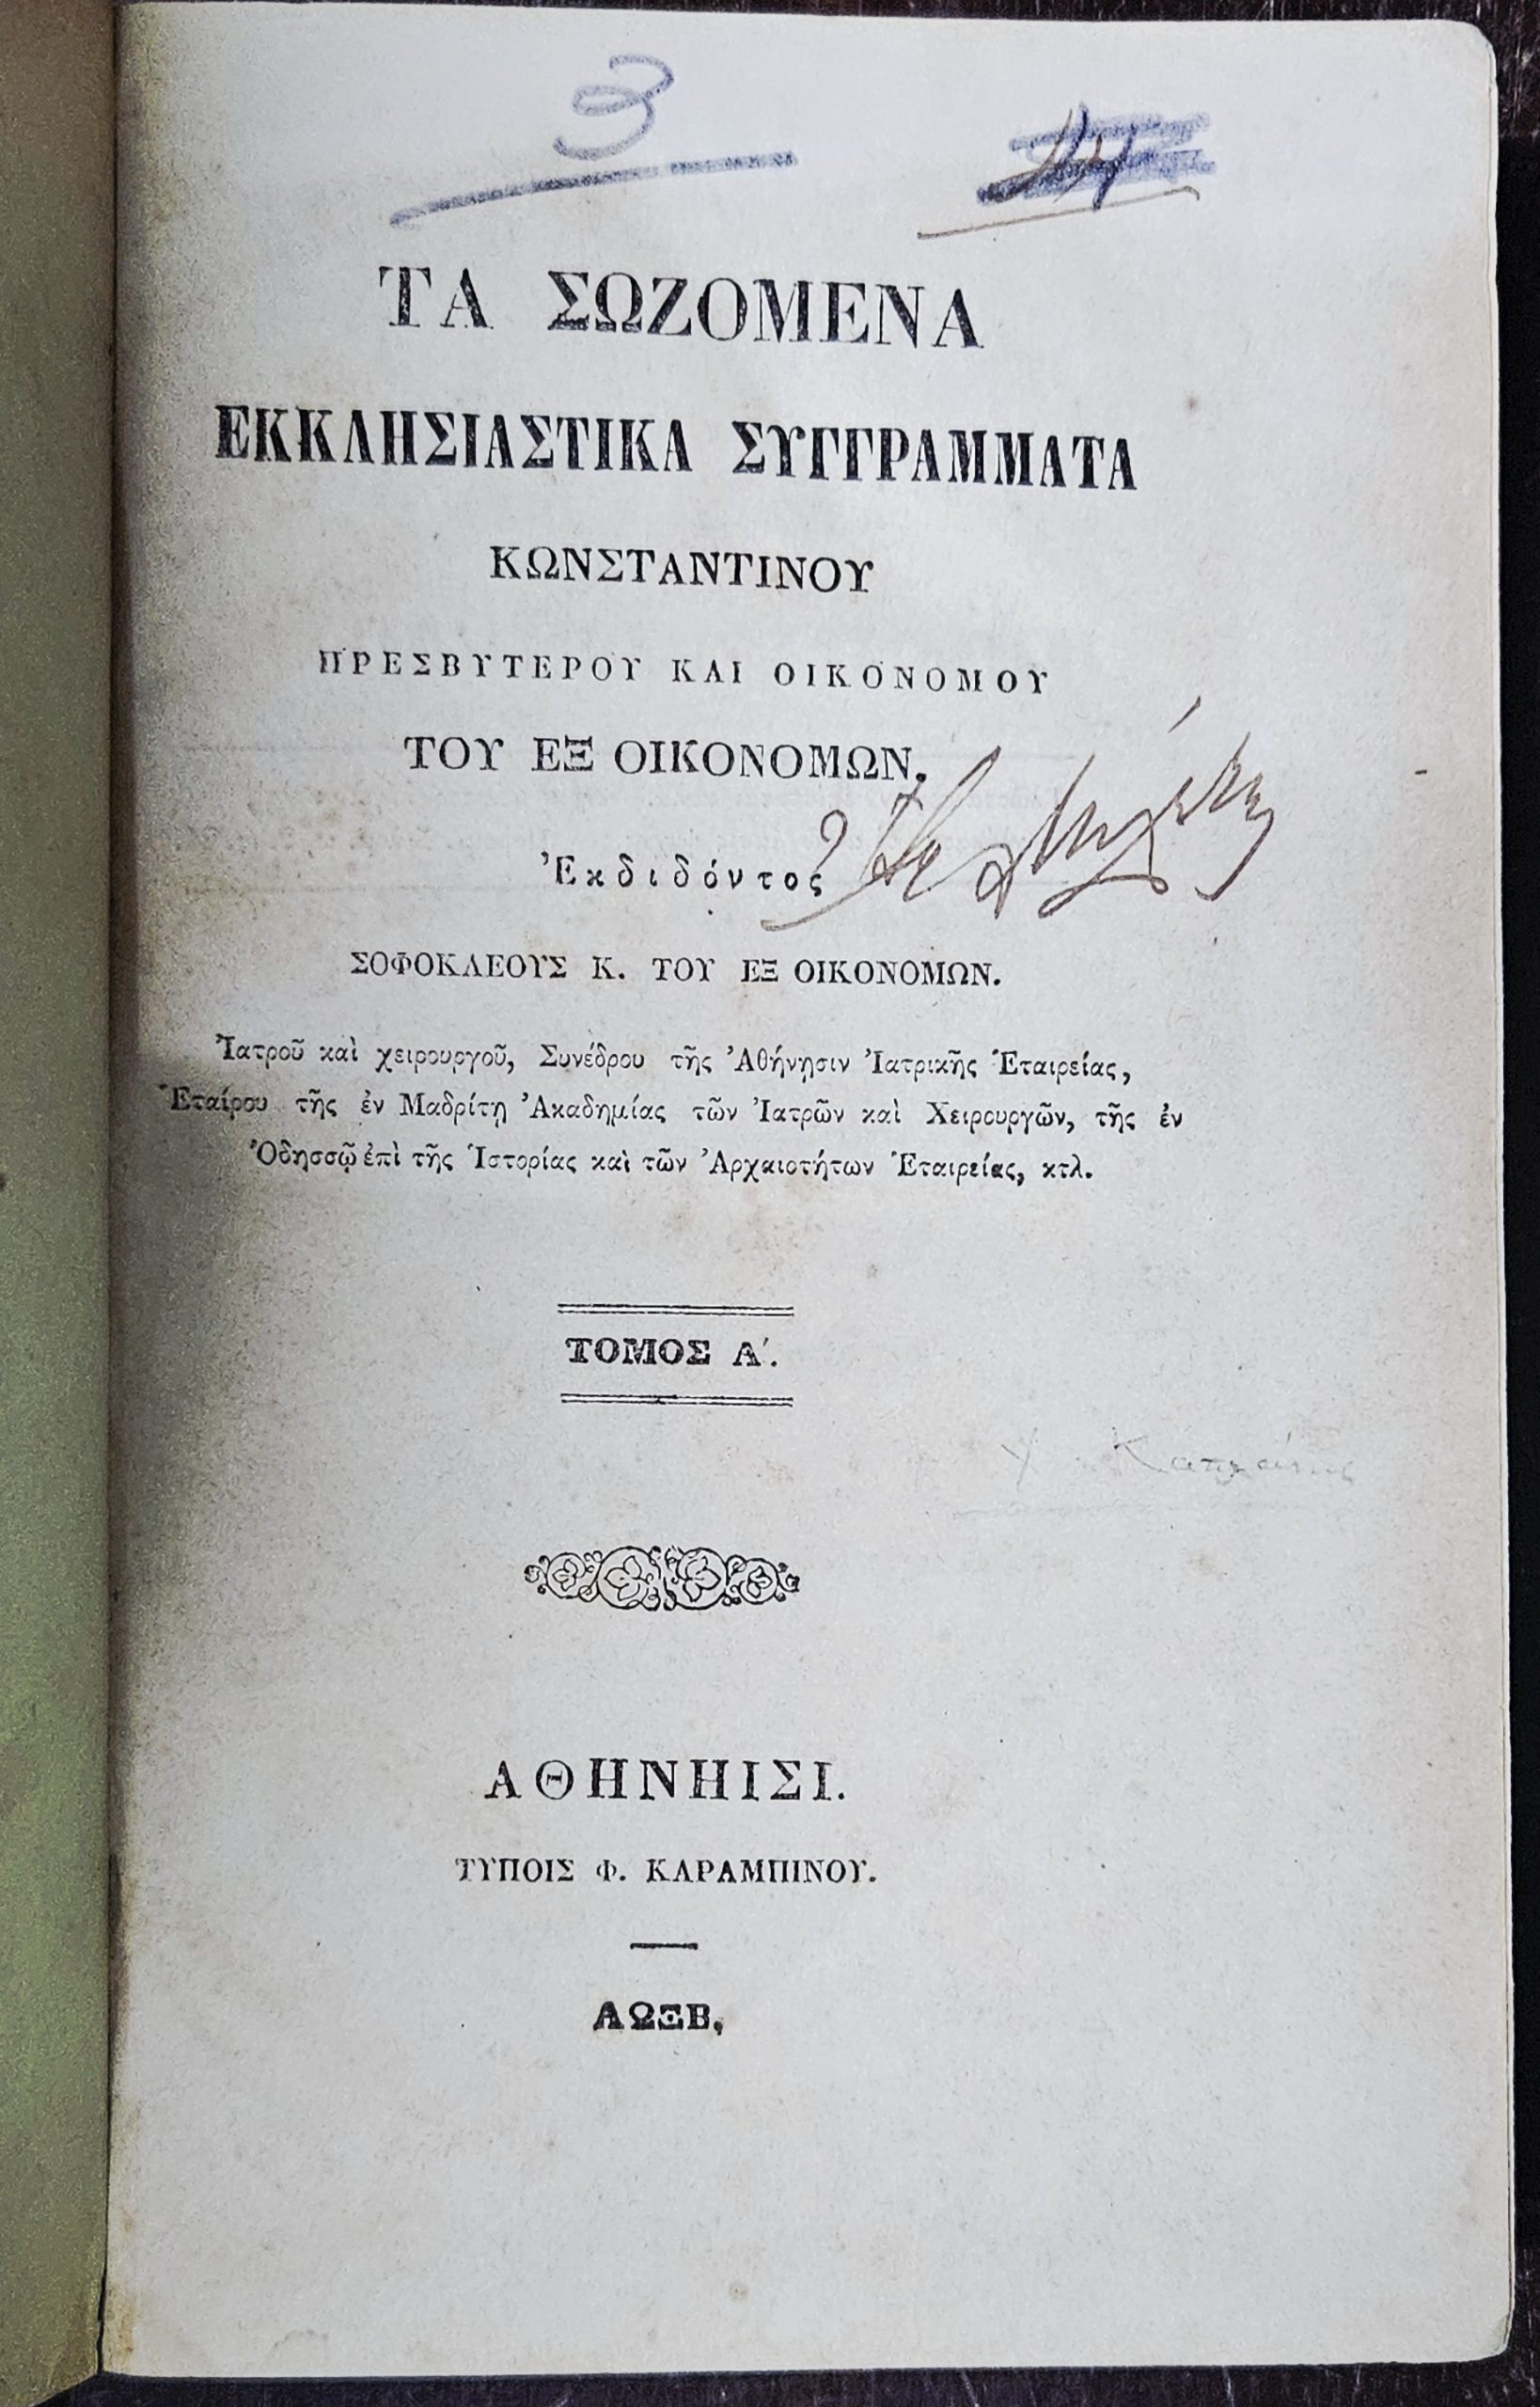 3
ΤΑ ΣΩΖΟΜΕΝΑ
ΕΚΚΛΗΣΙΑΣΤΙΚΑ ΣΥΓΓΡΑΜΜΑΤΑ
ΚΩΝΣΤΑΝΤΙΝΟΥ
ΠΡΕΣΒΥΤΕΡΟΥ ΚΑΙ ΟΙΚΟΝΟΜΟΥ
ΤΟΥ ΕΞ ΟΙΚΟΝΟΜΩΝ.
Ἐκδιδόντος
ΣΟΦΟΚΛΕΟΥΣ Κ. ΤΟΥ ΕΞ ΟΙΚΟΝΟΜΩΝ.
Ἰατροῦ καὶ χειρουργοῦ, Συνέδρου τῆς Ἀθήνησιν Ἰατρικῆς Ἑταιρείας,
Ἑταίρου τῆς ἐν Μαδρίτῃ Ἀκαδημίας τῶν Ἰατρῶν καὶ Χειρουργῶν, τῆς ἐν
Ὀδησσῷ ἐπὶ τῆς Ἱστορίας καὶ τῶν Ἀρχαιοτήτων Ἑταιρείας, κτλ.
ΤΟΜΟΣ Α΄.
ΑΘΗΝΗΙΣΙ.
ΤΥΠΟΙΣ Φ. ΚΑΡΑΜΠΙΝΟΥ.
ΑΩΞΒ,